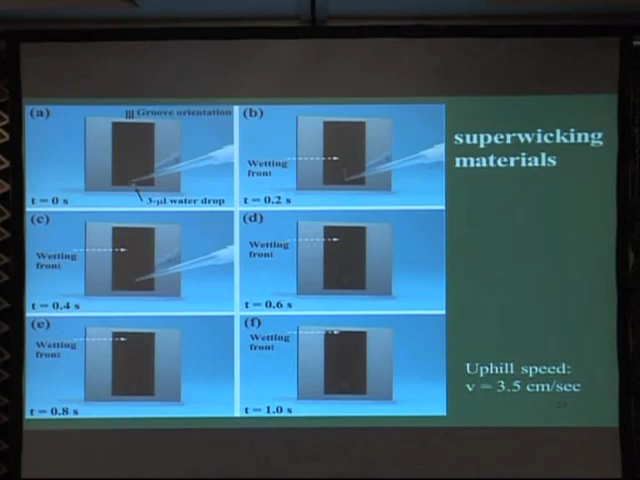 (a)
Groove orientation
3-µl water drop
t = 0 s
(b)
Wetting
front
t = 0.2 s
(c)
Wetting
front
t = 0.4 s
(d)
Wetting
front
t = 0.6 s
(e)
Wetting
front
t = 0.8 s
(f)
Wetting
front
t = 1.0 s
superwicking
materials
Uphill speed:
v = 3.5 cm/sec